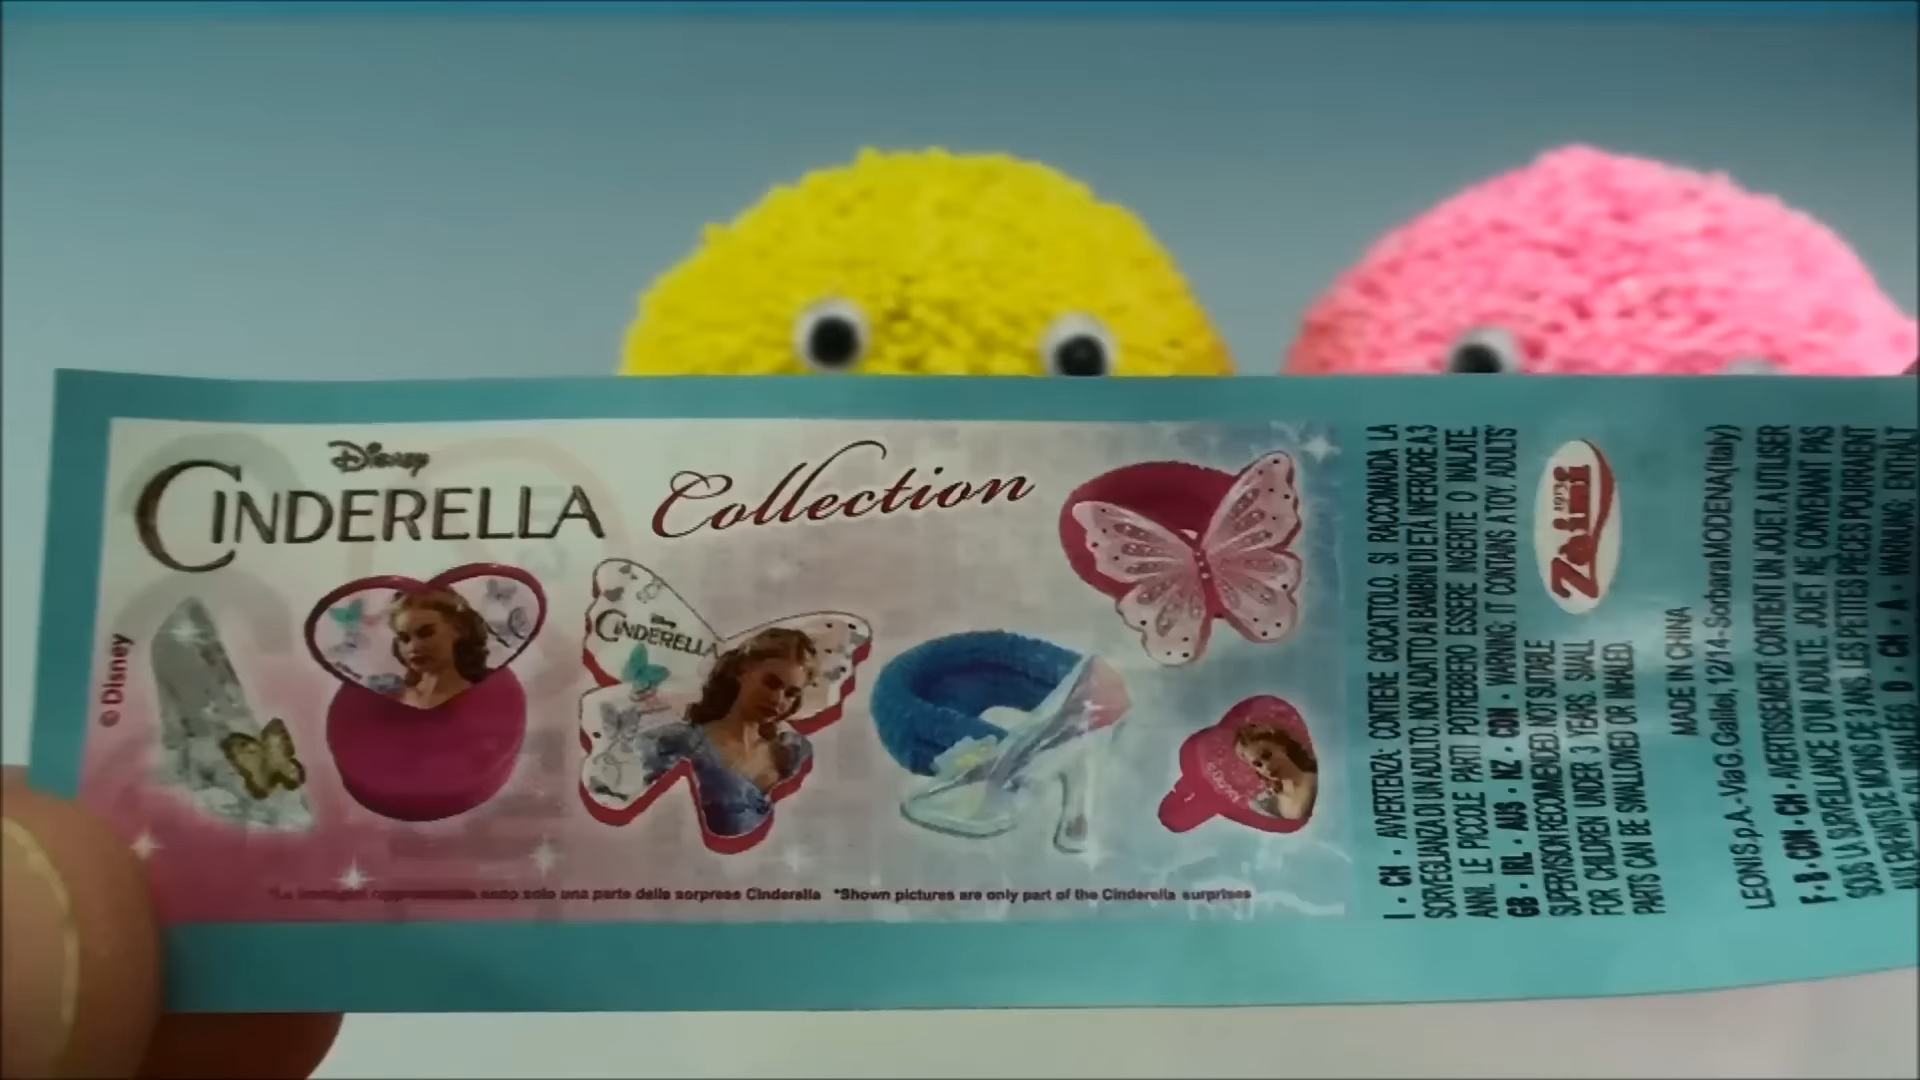 Disney
CINDERELLA Collection
© Disney
Disney
CINDERELLA
*Le immagini rappresentate sono solo una parte delle sorprese Cinderella *Shown pictures are only part of the Cinderella surprises
I · CH · AVVERTENZA: CONTIENE GIOCATTOLO. SI RACCOMANDA LA
SORVEGLIANZA DI UN ADULTO. NON ADATTO A BAMBINI DI ETÀ INFERIORE A 3
ANNI. LE PICCOLE PARTI POTREBBERO ESSERE INGERITE O INALATE.
GB · IRL · AUS · NZ · CDN · WARNING: IT CONTAINS A TOY. ADULTS'
SUPERVISION RECOMMENDED. NOT SUITABLE
FOR CHILDREN UNDER 3 YEARS. SMALL
PARTS CAN BE SWALLOWED OR INHALED.
Zaini
MADE IN CHINA
LEONI S.p.A. - Via G. Galilei, 12/14 - Sorbara MODENA (Italy)
F · B · CDN · CH · AVERTISSEMENT: CONTIENT UN JOUET. A UTILISER
SOUS LA SURVEILLANCE D'UN ADULTE. JOUET NE CONVENANT PAS
AUX ENFANTS DE MOINS DE 3 ANS. LES PETITES PIÈCES POURRAIENT
D · CH · A · WARNUNG: ENTHÄLT